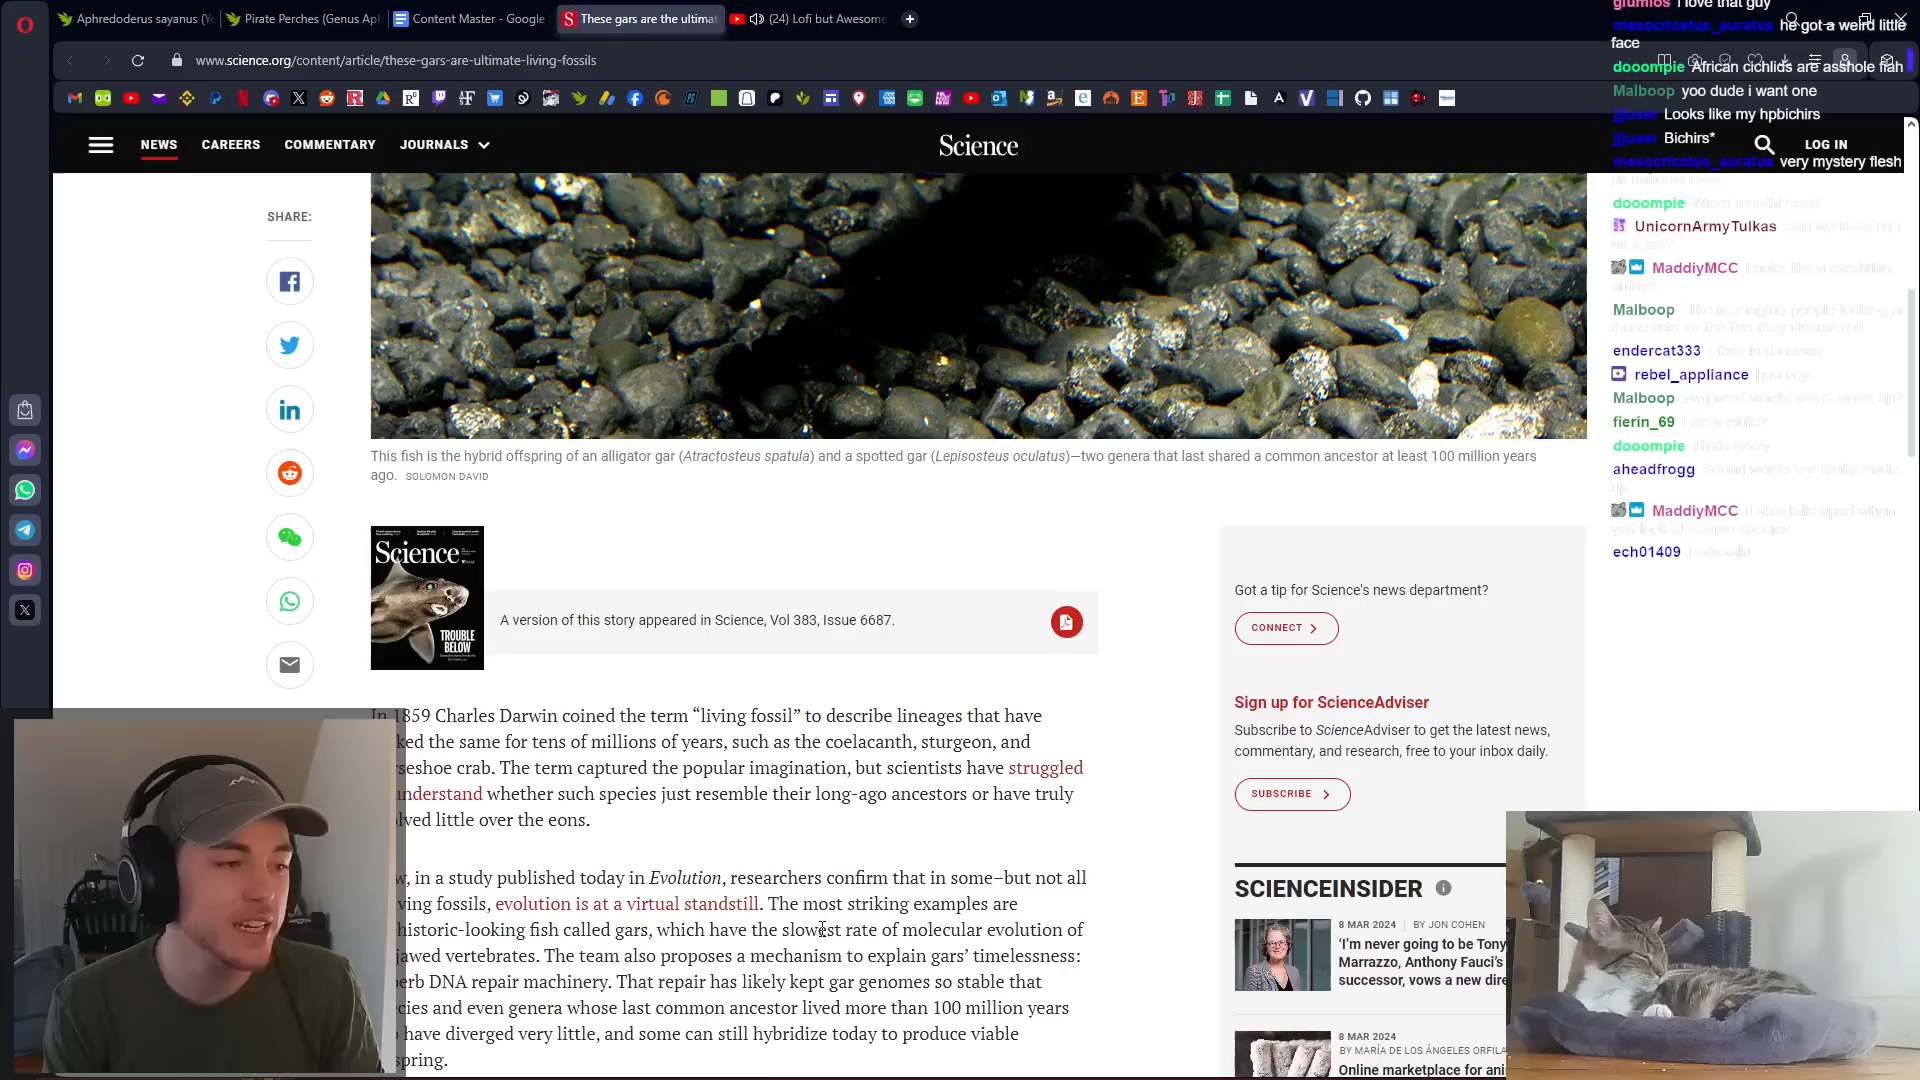 Aphredoderus sayanus (Ye
Pirate Perches (Genus Aph
Content Master - Google
These gars are the ultima
(24) Lofi but Awesome
www.science.org/content/article/these-gars-are-ultimate-living-fossils
glumlos I love that guy
mesocricetus_auratus he got a weird little
face
dooompie African cichlids are asshole fiah
Malboop yoo dude i want one
Looks like my hpbichirs
Bichirs*
mesocricetus_auratus very mystery flesh
NEWS
CAREERS
COMMENTARY
JOURNALS
Science
LOG IN
dooompie
UnicornArmyTulkas
MaddiyMCC
Malboop
endercat333
rebel_appliance
Malboop
fierin_69
dooompie
aheadfrogg
MaddiyMCC
ech01409
SHARE:
This fish is the hybrid offspring of an alligator gar (Atractosteus spatula) and a spotted gar (Lepisosteus oculatus)—two genera that last shared a common ancestor at least 100 million years
ago. SOLOMON DAVID
Science
TROUBLE
BELOW
A version of this story appeared in Science, Vol 383, Issue 6687.
In 1859 Charles Darwin coined the term “living fossil” to describe lineages that have
ked the same for tens of millions of years, such as the coelacanth, sturgeon, and
rseshoe crab. The term captured the popular imagination, but scientists have struggled
understand whether such species just resemble their long-ago ancestors or have truly
lved little over the eons.
w, in a study published today in Evolution, researchers confirm that in some–but not all
ving fossils, evolution is at a virtual standstill. The most striking examples are
historic-looking fish called gars, which have the slowest rate of molecular evolution of
jawed vertebrates. The team also proposes a mechanism to explain gars’ timelessness:
erb DNA repair machinery. That repair has likely kept gar genomes so stable that
cies and even genera whose last common ancestor lived more than 100 million years
have diverged very little, and some can still hybridize today to produce viable
spring.
Got a tip for Science's news department?
CONNECT
Sign up for ScienceAdviser
Subscribe to ScienceAdviser to get the latest news,
commentary, and research, free to your inbox daily.
SUBSCRIBE
SCIENCEINSIDER
8 MAR 2024 BY JON COHEN
‘I’m never going to be Tony
Marrazzo, Anthony Fauci’s
successor, vows a new dire
8 MAR 2024
BY MARÍA DE LOS ÁNGELES ORFILA
Online marketplace for ani